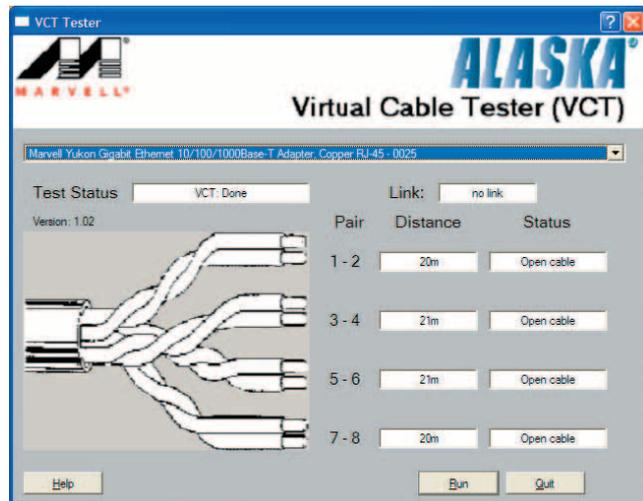 VCT Tester
MARVELL®
ALASKA®
Virtual Cable Tester (VCT)
Marvell Yukon Gigabit Ethernet 10/100/1000Base-T Adapter, Copper RJ-45 - 0025
Test Status VCT: Done Link: no link
Version: 1.02
Pair Distance Status
1 - 2 20m Open cable
3 - 4 21m Open cable
5 - 6 21m Open cable
7 - 8 20m Open cable
Help Run Quit